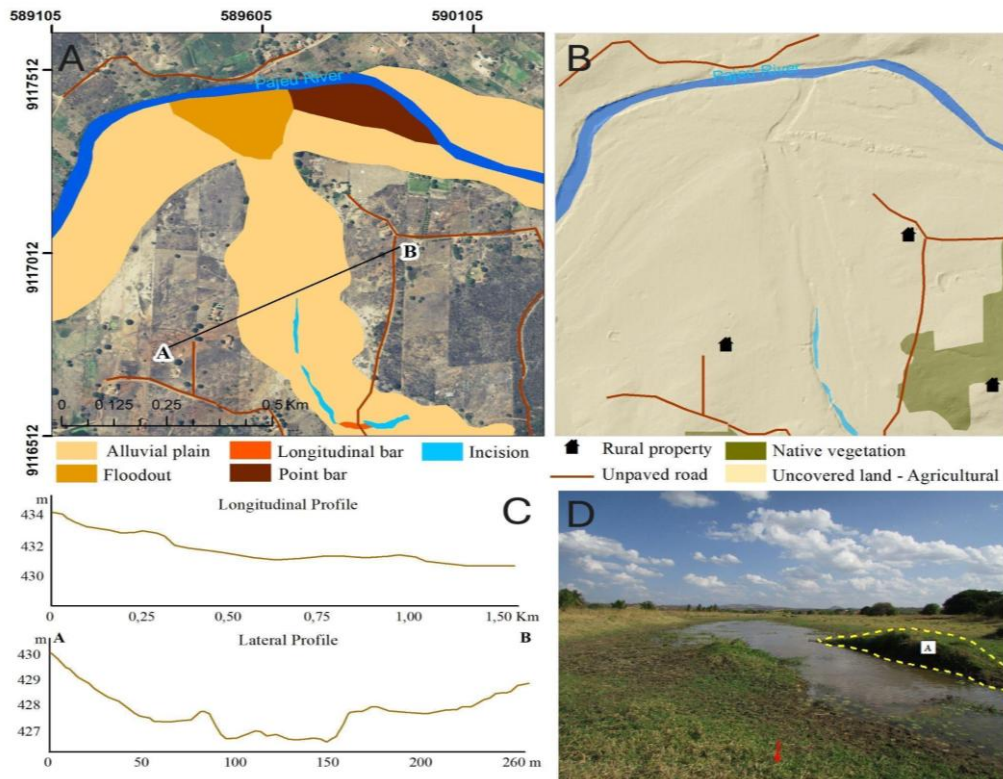 589105 589605 590105
A
B
Pajeú River
Pajeú River
9117512
9117012
9116512
B
A
0 0.125 0.25 0.5 Km
Alluvial plain
Longitudinal bar
Incision
Floodout
Point bar
Rural property
Native vegetation
Unpaved road
Uncovered land - Agricultural
C
D
m
Longitudinal Profile
434
432
430
0 0,25 0,50 0,75 1,00 1,50 Km
m A Lateral Profile B
430
429
428
427
0 50 100 150 200 260 m
A